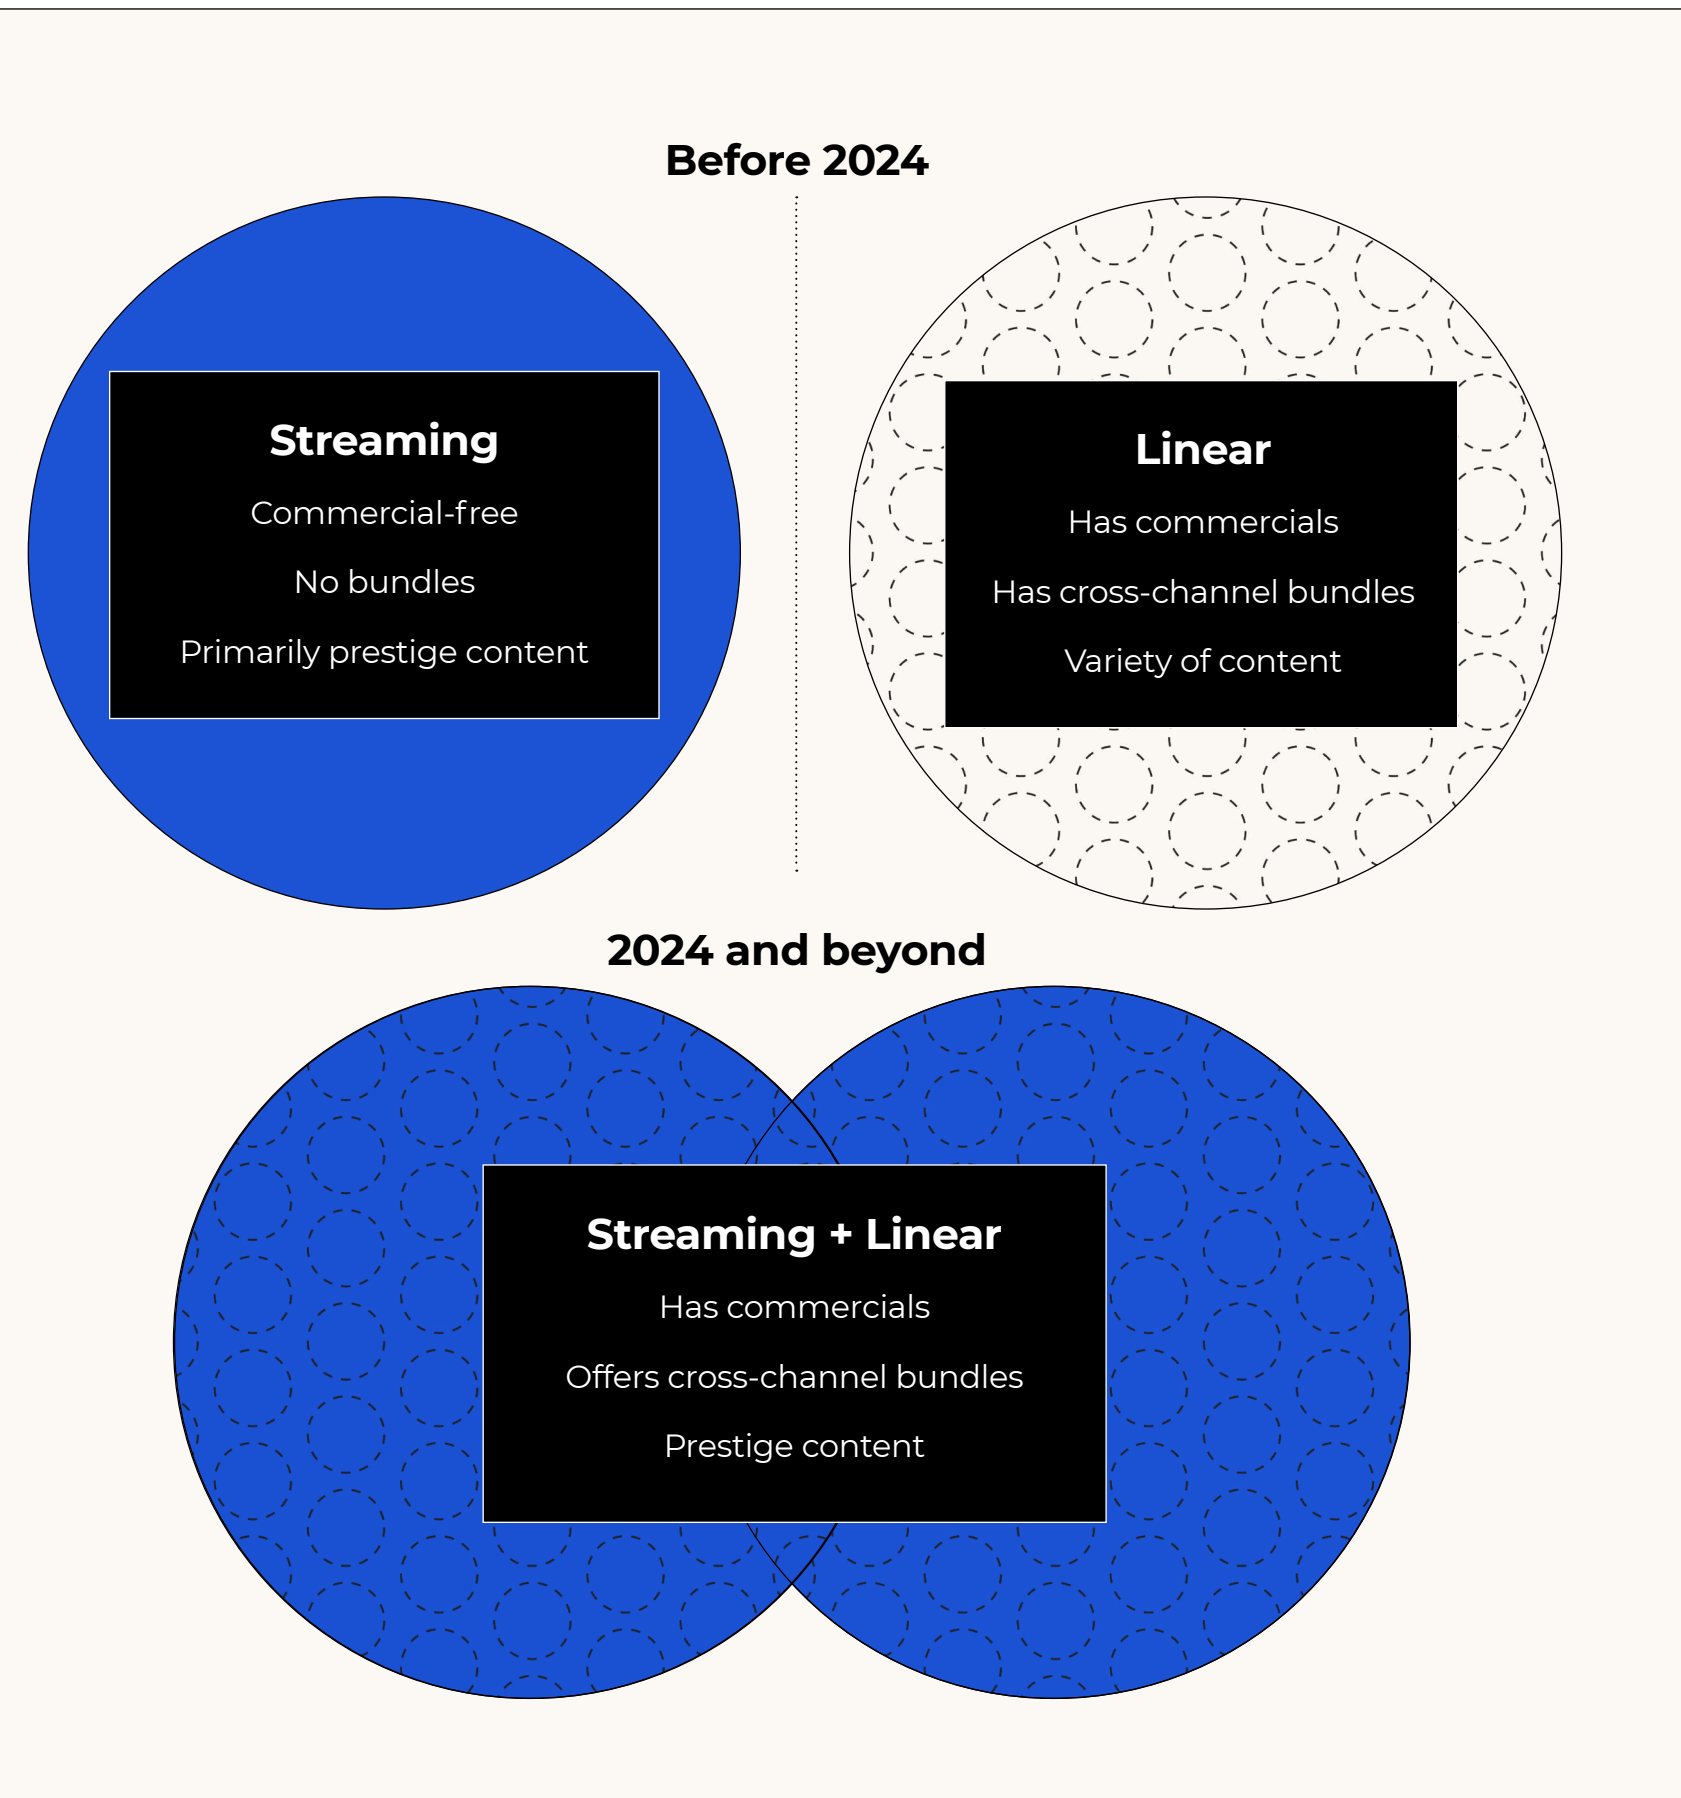 Before 2024
Streaming
Commercial-free
No bundles
Primarily prestige content
Linear
Has commercials
Has cross-channel bundles
Variety of content
2024 and beyond
Streaming + Linear
Has commercials
Offers cross-channel bundles
Prestige content